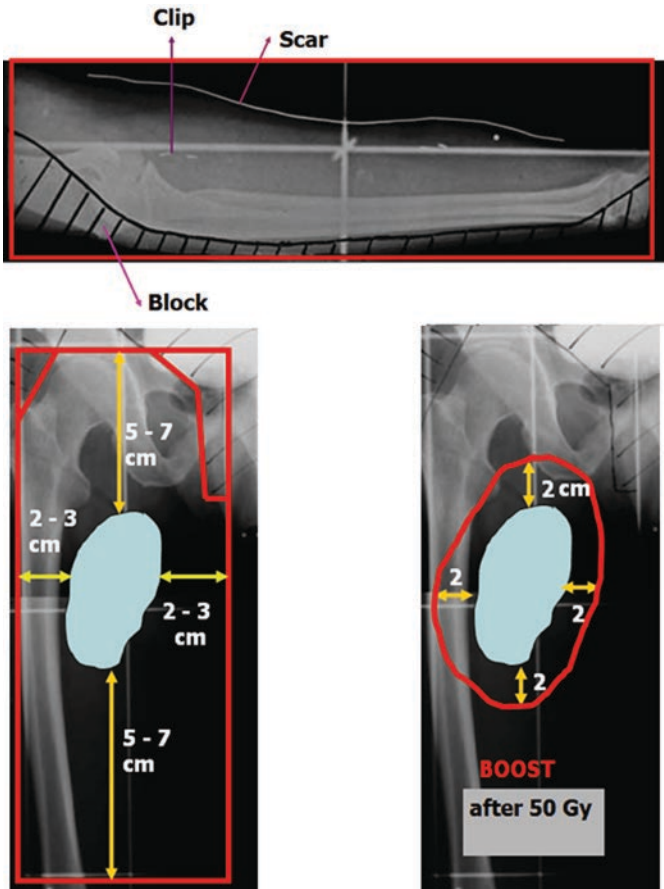 Clip
Scar
Block
5 - 7
cm
2 - 3
cm
2 - 3
cm
5 - 7
cm
2 cm
2
2
2
BOOST
after 50 Gy